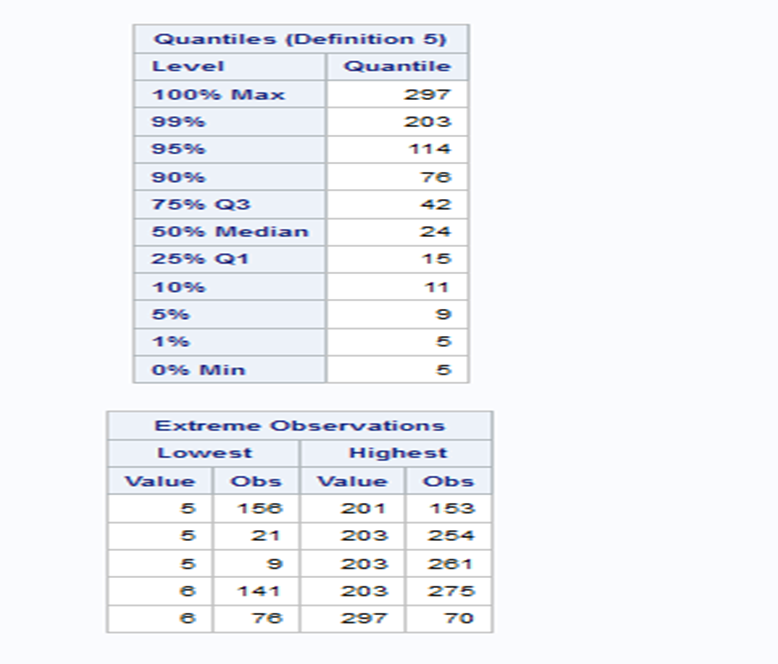 Quantiles (Definition 5)
Level Quantile
100% Max 297
99% 203
95% 114
90% 76
75% Q3 42
50% Median 24
25% Q1 15
10% 11
5% 9
1% 5
0% Min 5
Extreme Observations
Lowest Highest
Value Obs Value Obs
5 156 201 153
5 21 203 254
5 9 203 261
6 141 203 275
6 76 297 70